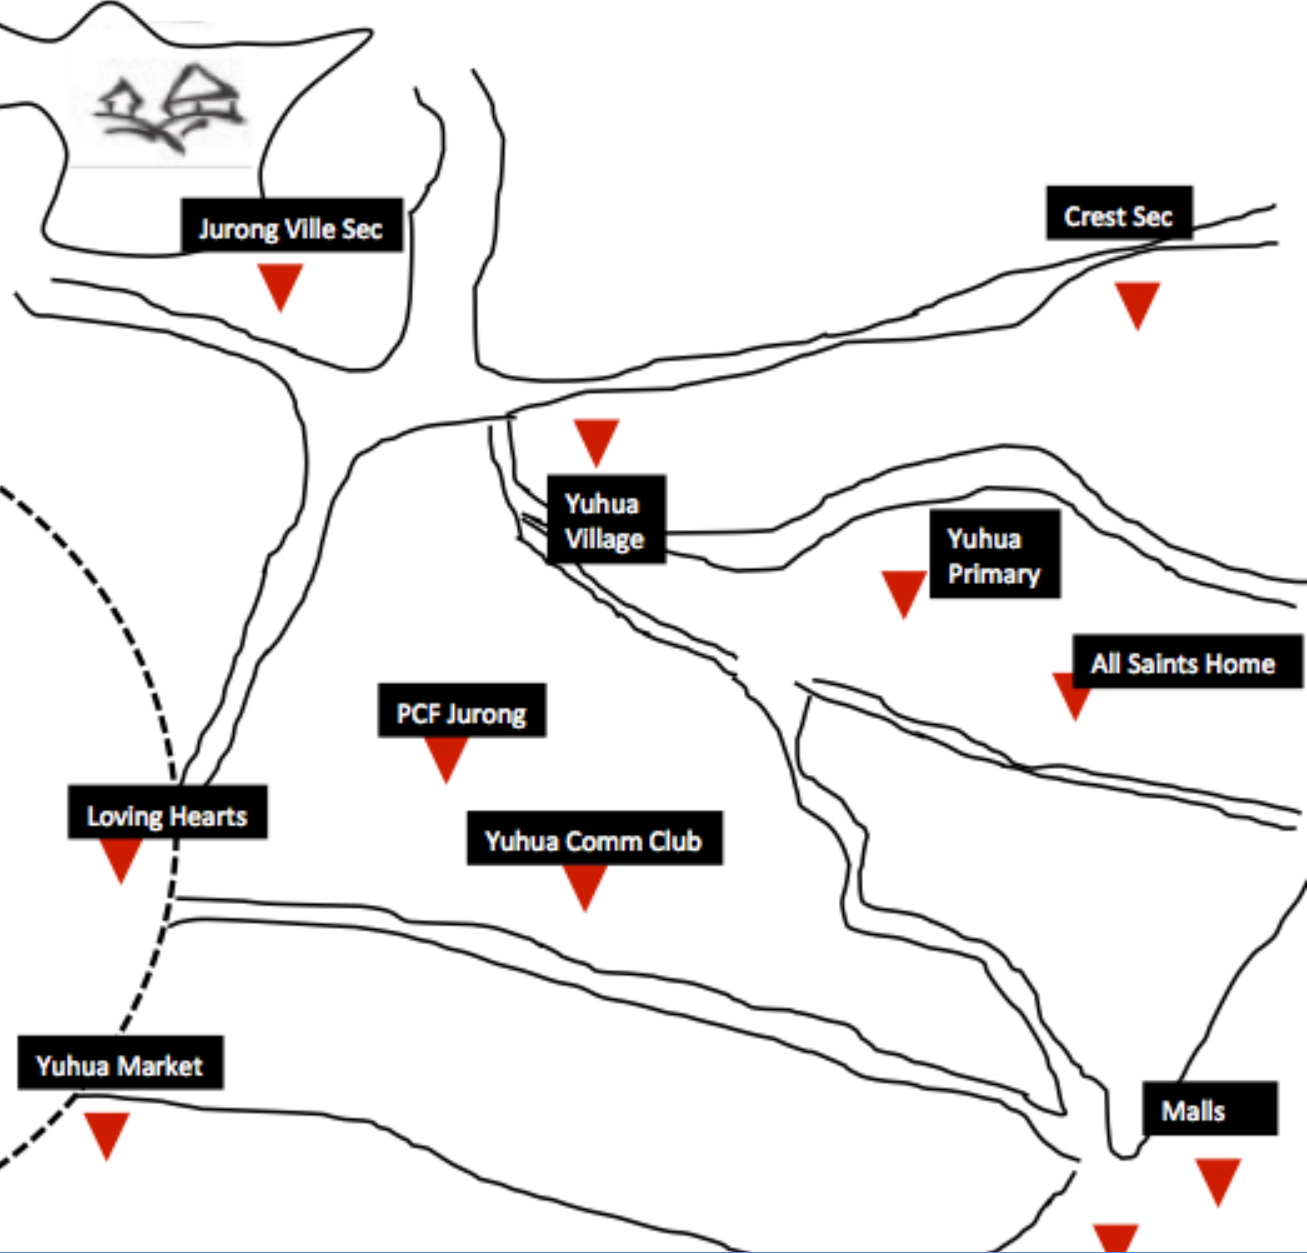 Jurong Ville Sec
Crest Sec
Yuhua
Village
Yuhua
Primary
All Saints Home
PCF Jurong
Loving Hearts
Yuhua Comm Club
Yuhua Market
Malls